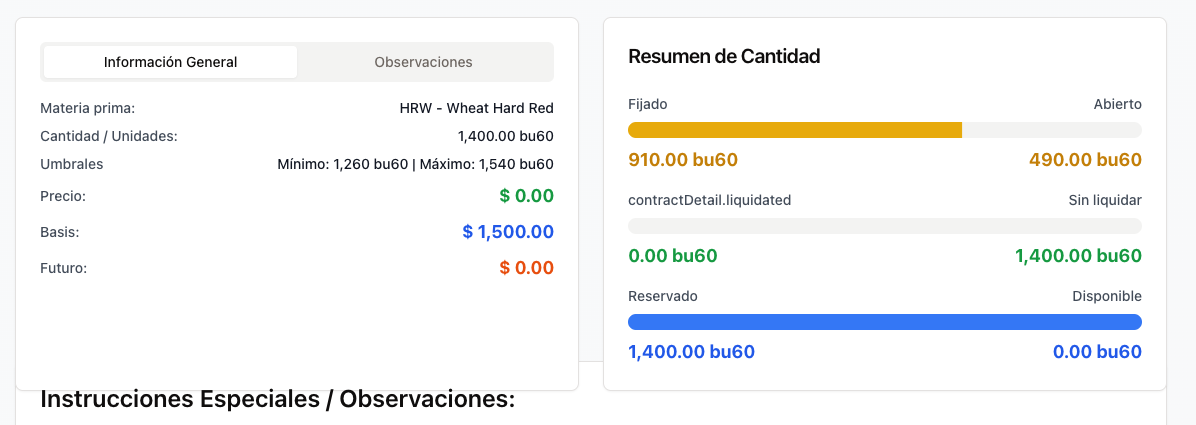 Información General
Observaciones
Materia prima: HRW - Wheat Hard Red
Cantidad / Unidades: 1,400.00 bu60
Umbrales Mínimo: 1,260 bu60 | Máximo: 1,540 bu60
Precio: $ 0.00
Basis: $ 1,500.00
Futuro: $ 0.00
Resumen de Cantidad
Fijado Abierto
910.00 bu60 490.00 bu60
contractDetail.liquidated Sin liquidar
0.00 bu60 1,400.00 bu60
Reservado Disponible
1,400.00 bu60 0.00 bu60
Instrucciones Especiales / Observaciones: